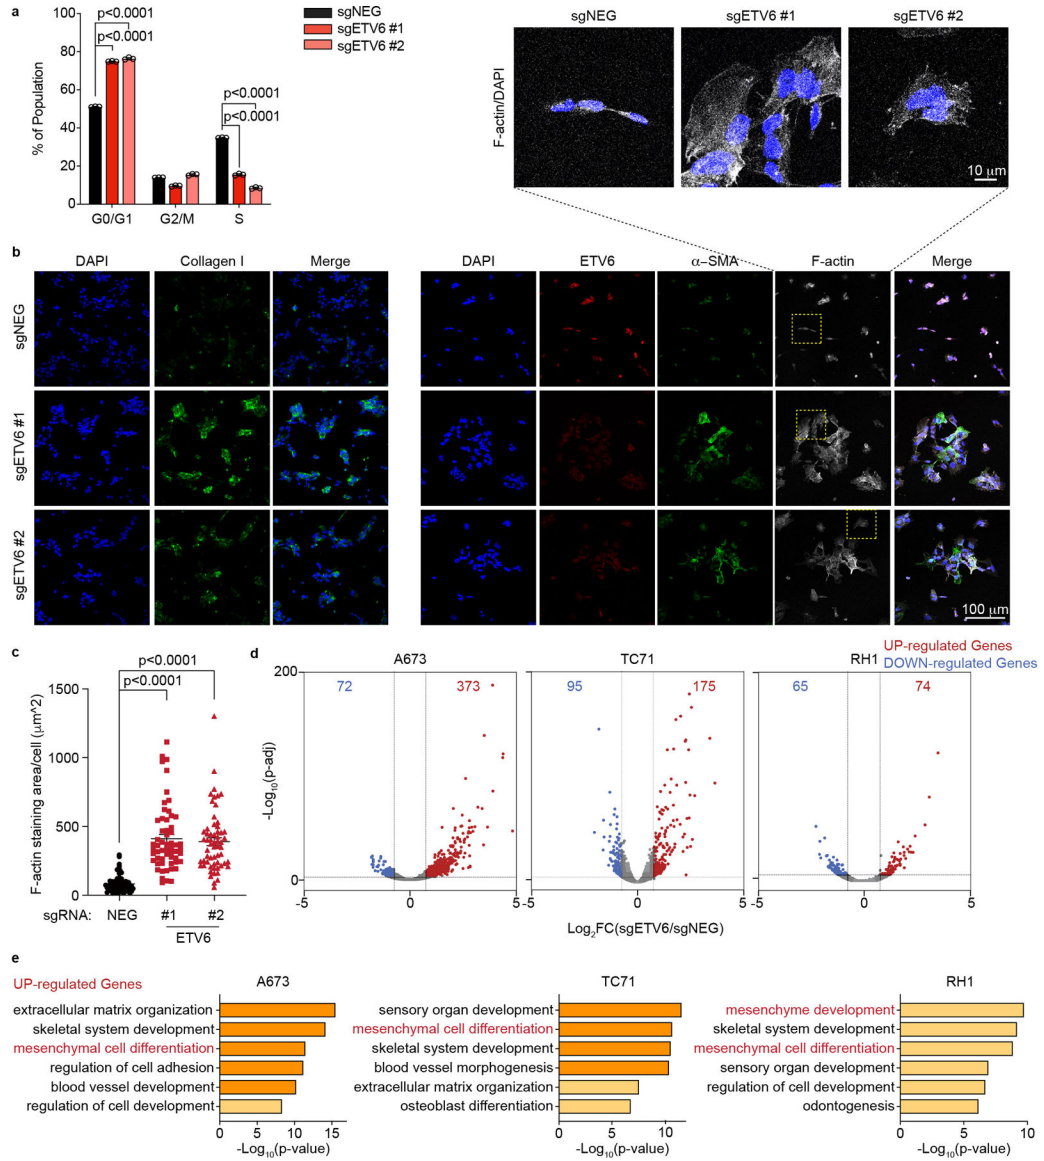 a
p<0.0001
p<0.0001
sgNEG
sgETV6 #1
sgETV6 #2
100
80
60
40
20
0
% of Population
p<0.0001
p<0.0001
G0/G1
G2/M
S
sgNEG
sgETV6 #1
sgETV6 #2
F-actin/DAPI
10 μm
b
DAPI
Collagen I
Merge
DAPI
ETV6
α–SMA
F-actin
Merge
sgNEG
sgETV6 #1
sgETV6 #2
100 μm
c
p<0.0001
p<0.0001
1500
1000
500
0
F-actin staining area/cell (μm^2)
sgRNA:
NEG
#1
#2
ETV6
d
UP-regulated Genes
DOWN-regulated Genes
A673
TC71
RH1
200
0
-Log10(p-adj)
72
373
95
175
65
74
-5
0
5
-5
0
5
-5
0
5
Log2FC(sgETV6/sgNEG)
e
UP-regulated Genes
A673
extracellular matrix organization
skeletal system development
mesenchymal cell differentiation
regulation of cell adhesion
blood vessel development
regulation of cell development
0
5
10
15
-Log10(p-value)
TC71
sensory organ development
mesenchymal cell differentiation
skeletal system development
blood vessel morphogenesis
extracellular matrix organization
osteoblast differentiation
0
5
10
-Log10(p-value)
RH1
mesenchyme development
skeletal system development
mesenchymal cell differentiation
sensory organ development
regulation of cell development
odontogenesis
0
2
4
6
8
10
-Log10(p-value)